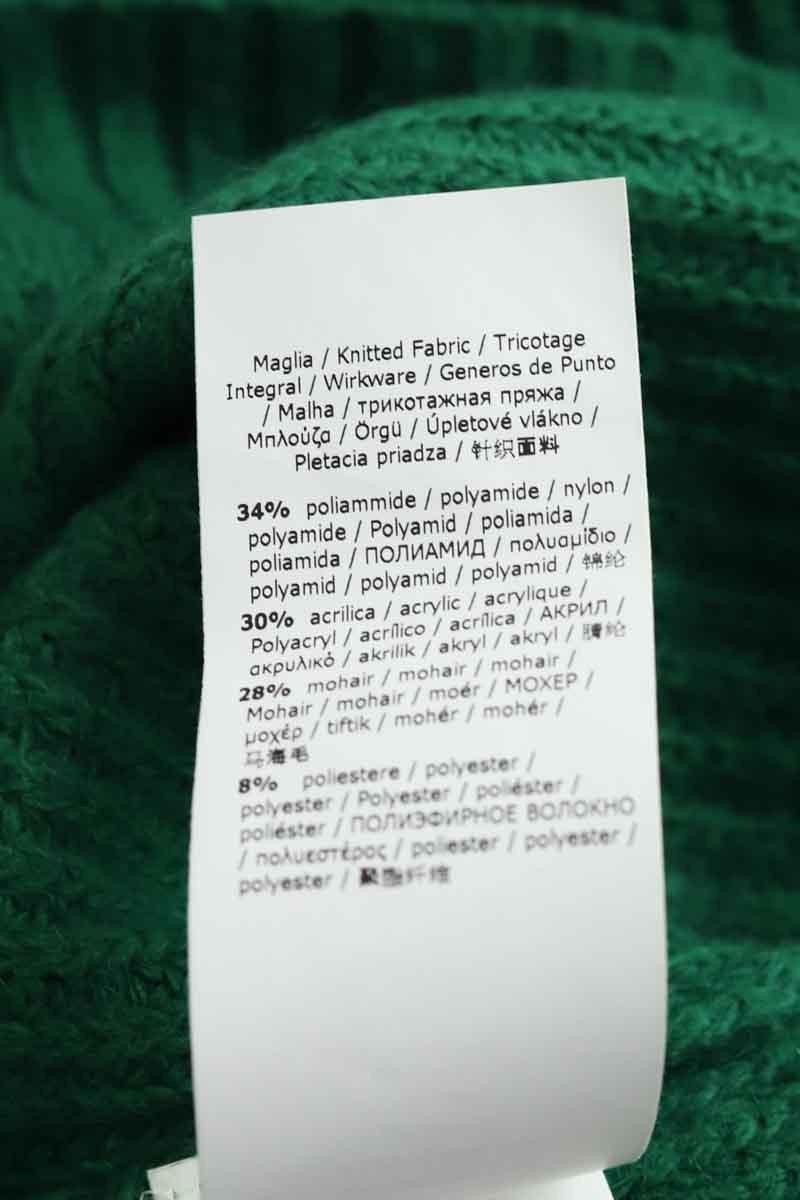 Maglia / Knitted Fabric / Tricotage
Integral / Wirkware / Generos de Punto
/ Malha / трикотажная пряжа /
Μπλούζα / Örgü / Úpletové vlákno /
Pletacia priadza / 针织面料
34% poliammide / polyamide / nylon /
polyamide / Polyamid / poliamida /
poliamida / ПОЛИАМИД / πολυαμίδιο /
polyamid / polyamid / polyamid / 锦纶
30% acrilica / acrylic / acrylique /
Polyacryl / acrílico / acrílica / АКРИЛ /
ακρυλικό / akrilik / akryl / akryl / 腈纶
28% mohair / mohair / mohair /
Mohair / mohair / moér / МОХЕР /
μοχέρ / tiftik / mohér / mohér /
马海毛
8% poliestere / polyester /
polyester / Polyester / poliéster /
poliéster / ПОЛИЭФИРНОЕ ВОЛОКНО
/ πολυεστέρας / poliester / polyester /
polyester / 聚酯纤维